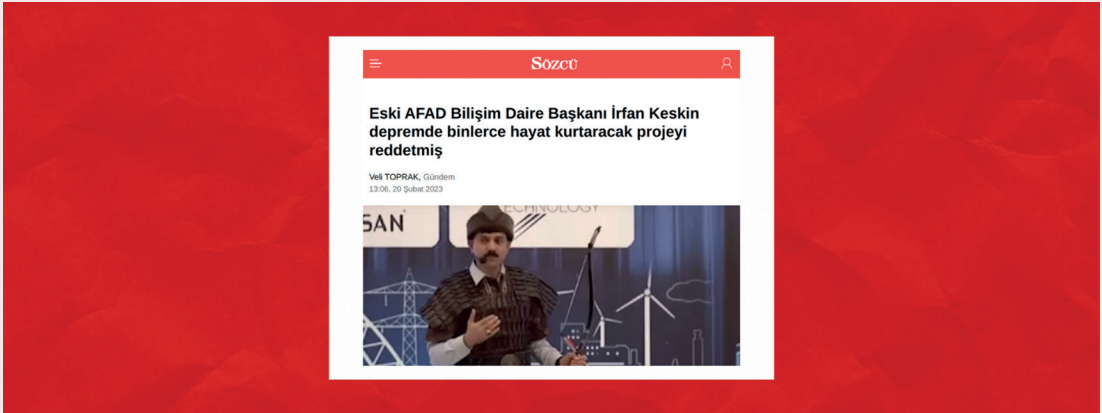 SÖZCÜ
Eski AFAD Bilişim Daire Başkanı İrfan Keskin
depremde binlerce hayat kurtaracak projeyi
reddetmiş
Veli TOPRAK, Gündem
13:06, 20 Şubat 2023
SAN
ECHNOLOGY